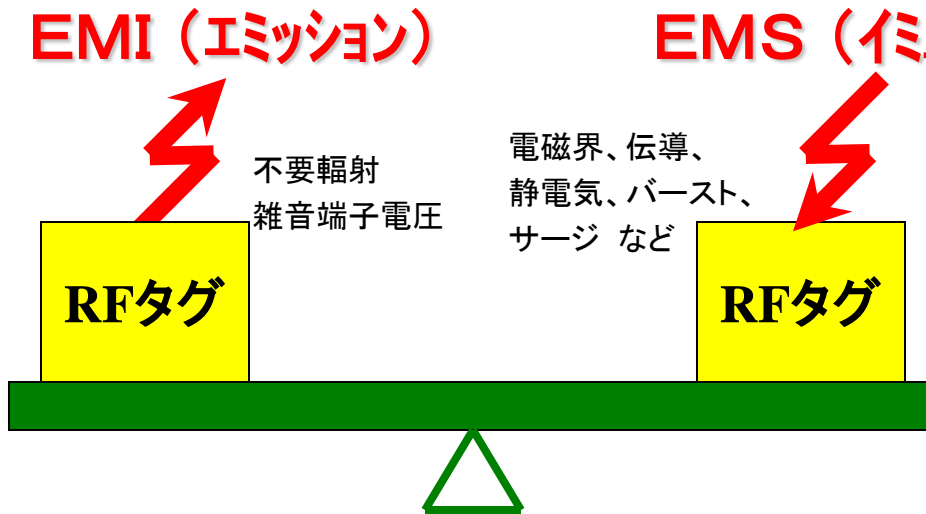 EMI（エミッション）
EMS（イミ
不要輻射
雑音端子電圧
電磁界、伝導、
静電気、バースト、
サージ など
RFタグ
RFタグ